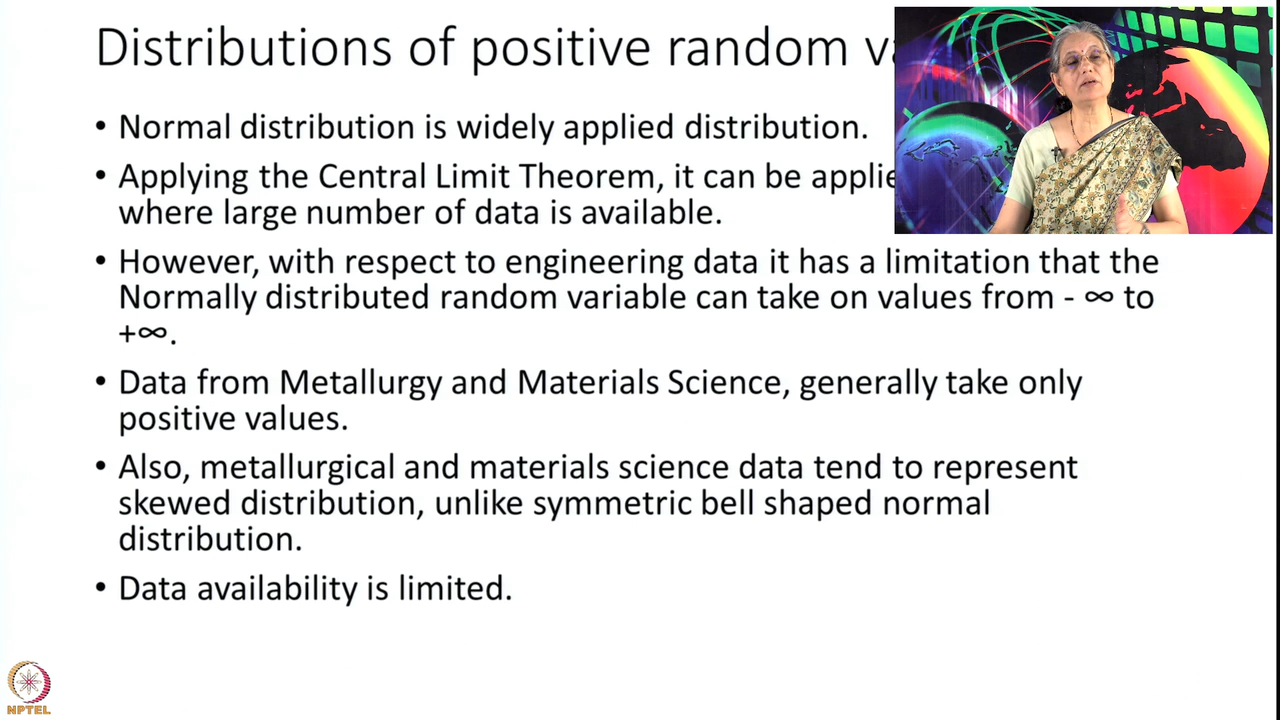 Distributions of positive random
• Normal distribution is widely applied distribution.
• Applying the Central Limit Theorem, it can be
where large number of data is available.
• However, with respect to engineering data it has a limitation that the
Normally distributed random variable can take on values from - ∞ to
+∞.
• Data from Metallurgy and Materials Science, generally take only
positive values.
• Also, metallurgical and materials science data tend to represent
skewed distribution, unlike symmetric bell shaped normal
distribution.
• Data availability is limited.
NPTEL